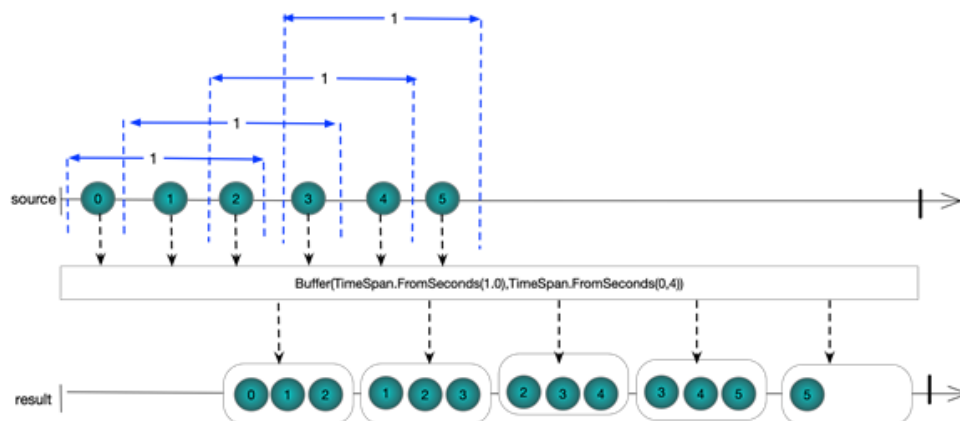 1
1
1
1
source 0 1 2 3 4 5
Buffer(TimeSpan.FromSeconds(1.0),TimeSpan.FromSeconds(0,4))
result 0 1 2 1 2 3 2 3 4 3 4 5 5